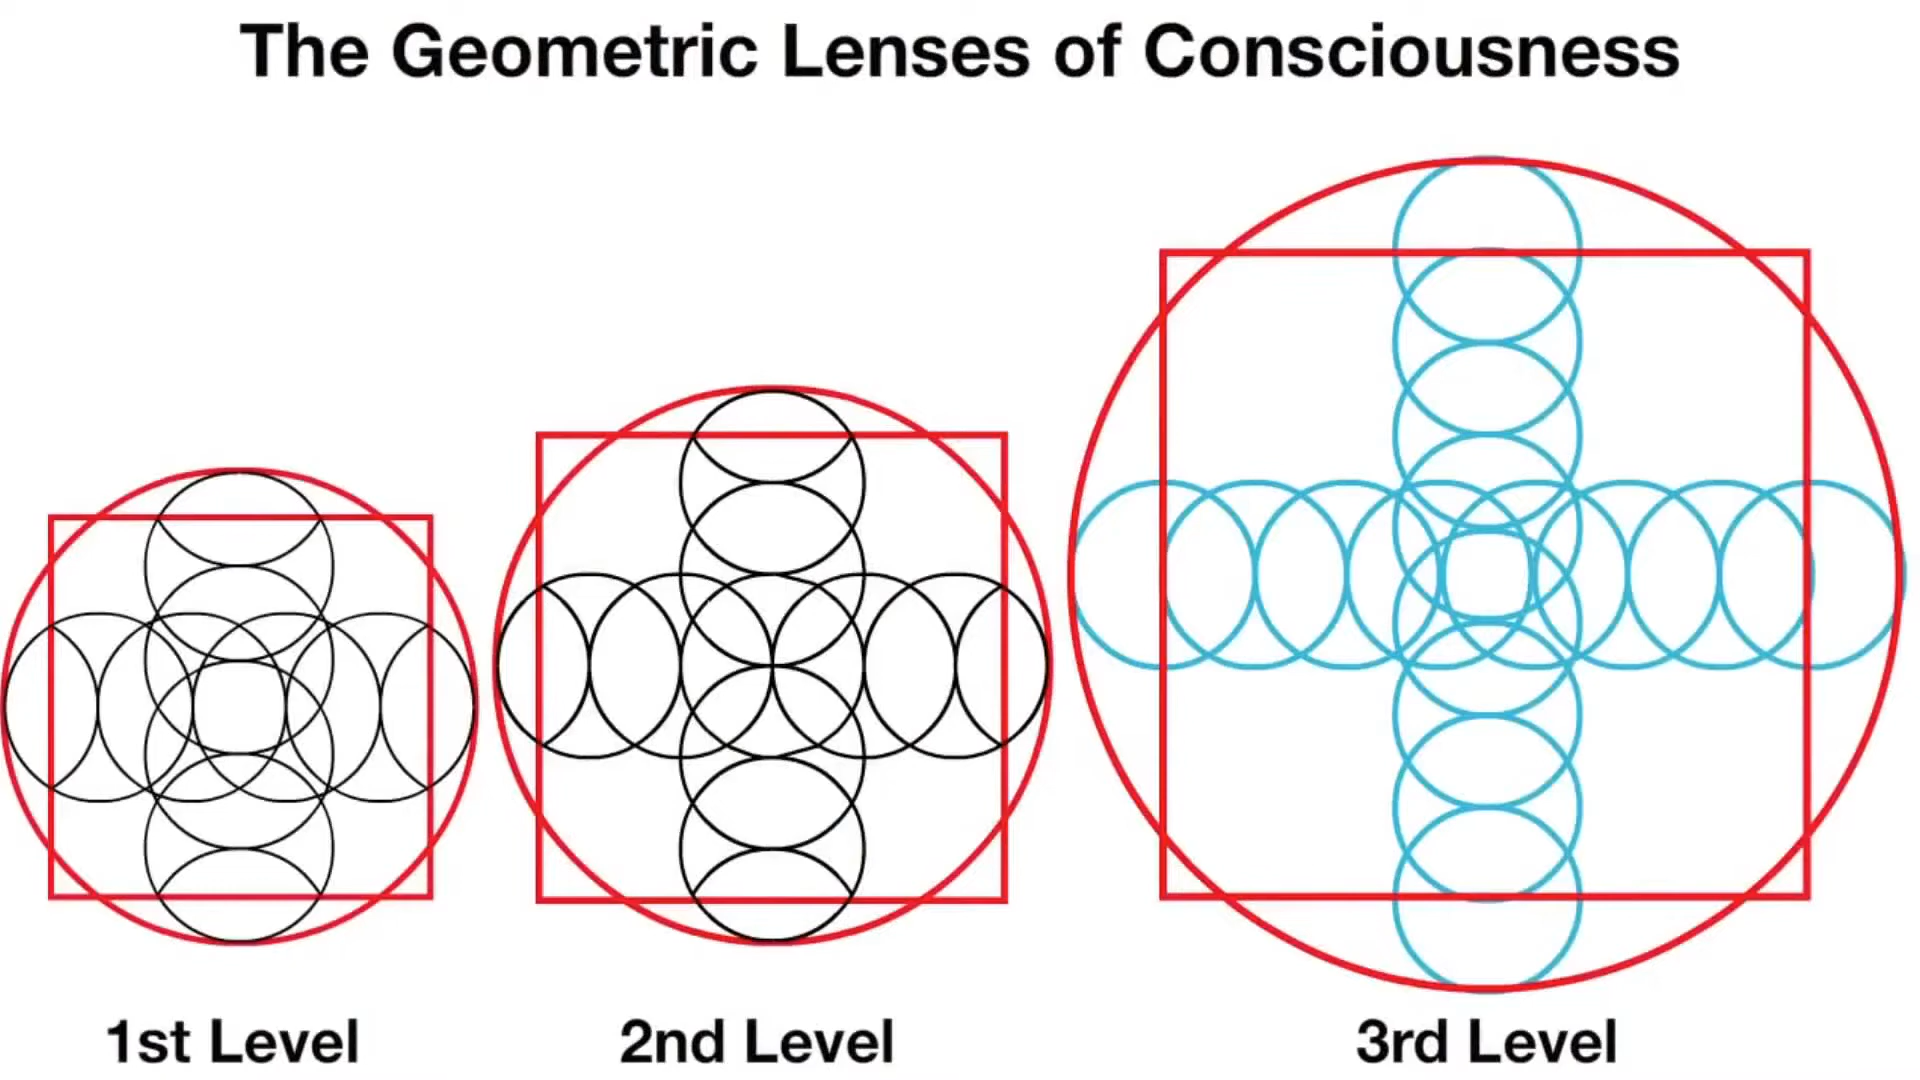 The Geometric Lenses of Consciousness
1st Level
2nd Level
3rd Level